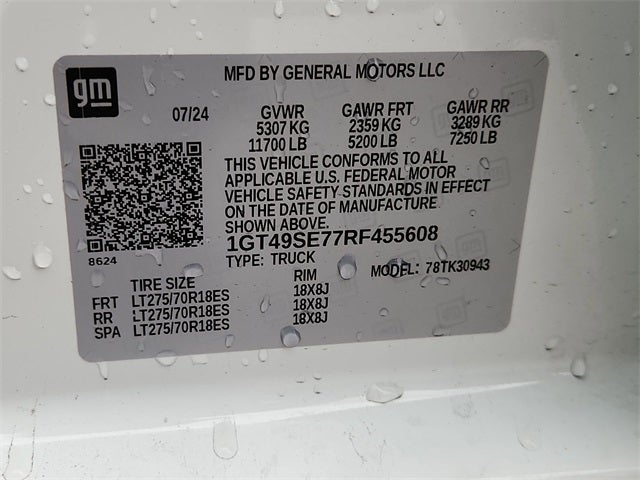 gm
MFD BY GENERAL MOTORS LLC
07/24 GVWR GAWR FRT GAWR RR
5307 KG 2359 KG 3289 KG
11700 LB 5200 LB 7250 LB
THIS VEHICLE CONFORMS TO ALL
APPLICABLE U.S. FEDERAL MOTOR
VEHICLE SAFETY STANDARDS IN EFFECT
ON THE DATE OF MANUFACTURE
SHOWN ABOVE.
1GT49SE77RF455608
8624
TYPE: TRUCK MODEL: 78TK30943
TIRE SIZE RIM
FRT LT275/70R18ES 18X8J
RR LT275/70R18ES 18X8J
SPA LT275/70R18ES 18X8J